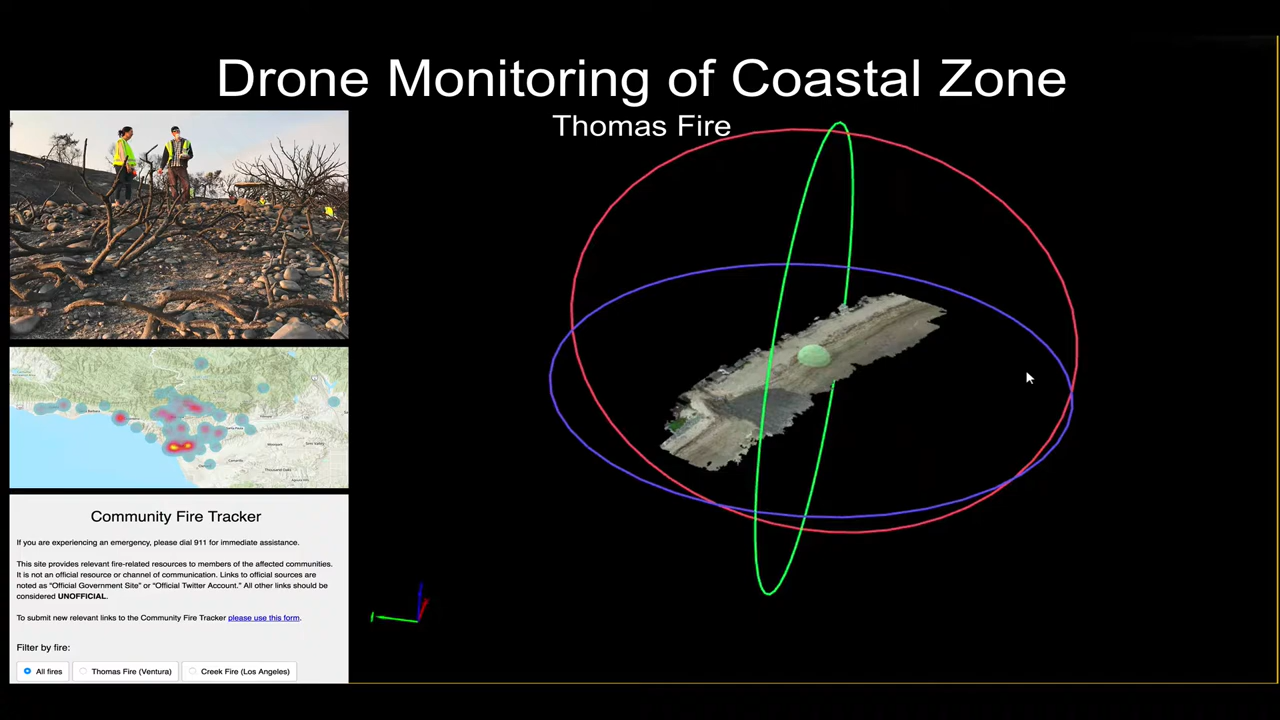 Drone Monitoring of Coastal Zone
Thomas Fire
Community Fire Tracker
If you are experiencing an emergency, please dial 911 for immediate assistance.
This site provides relevant fire-related resources to members of the affected communities.
It is not an official resource or channel of communication. Links to official sources are
noted as "Official Government Site" or "Official Twitter Account." All other links should be
considered UNOFFICIAL.
To submit new relevant links to the Community Fire Tracker please use this form.
Filter by fire:
All fires
Thomas Fire (Ventura)
Creek Fire (Los Angeles)